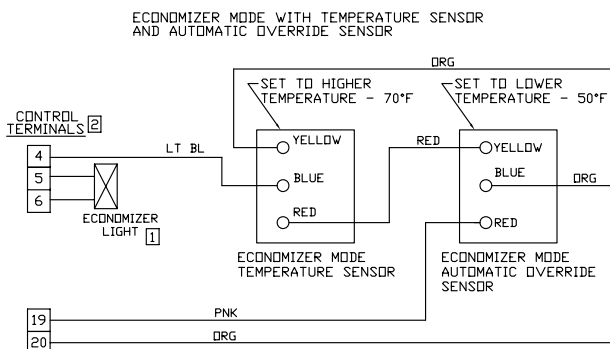 ECONOMIZER MODE WITH TEMPERATURE SENSOR
AND AUTOMATIC OVERRIDE SENSOR
ORG
SET TO HIGHER
TEMPERATURE - 70°F
SET TO LOWER
TEMPERATURE - 50°F
CONTROL
TERMINALS 2
4
LT BL
5
6
ECONOMIZER
LIGHT 1
YELLOW
BLUE
RED
RED
YELLOW
BLUE
RED
ORG
ECONOMIZER MODE
TEMPERATURE SENSOR
ECONOMIZER MODE
AUTOMATIC OVERRIDE
SENSOR
19
PNK
20
ORG